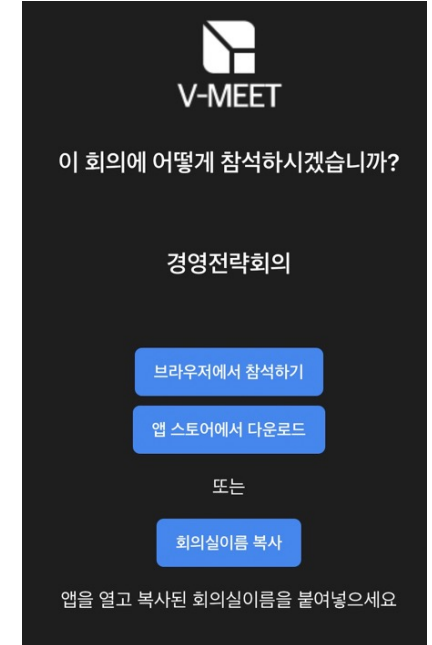 V-MEET
이 회의에 어떻게 참석하시겠습니까?
경영전략회의
브라우저에서 참석하기
앱 스토어에서 다운로드
또는
회의실이름 복사
앱을 열고 복사된 회의실이름을 붙여넣으세요